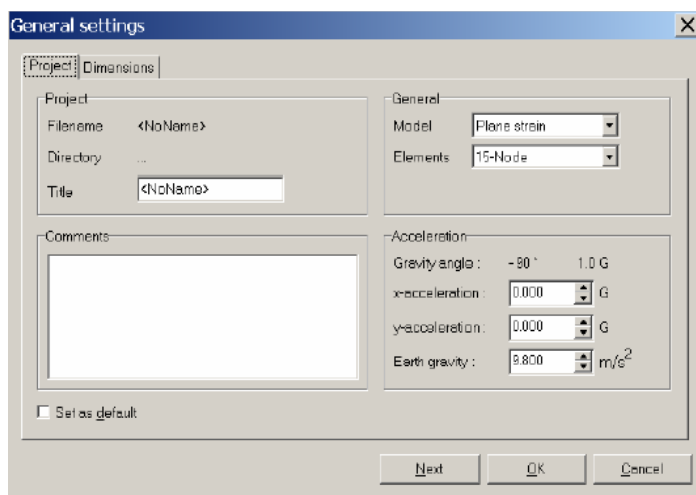 General settings
Project
Dimensions
Project
Filename <NoName>
Directory ...
Title <NoName>
General
Model Plane strain
Elements 15-Node
Comments
Acceleration
Gravity angle : -90 ° 1.0 G
x-acceleration : 0.000 G
y-acceleration : 0.000 G
Earth gravity : 9.800 m/s²
Set as default
Next
OK
Cancel